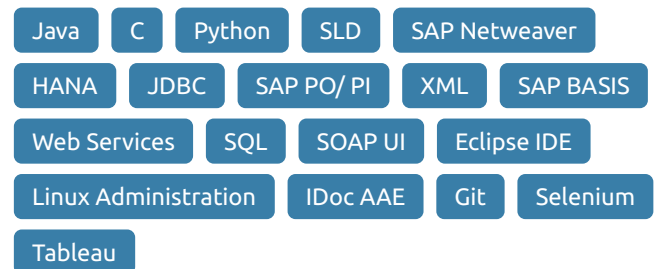 Java C Python SLD SAP Netweaver
HANA JDBC SAP PO/ PI XML SAP BASIS
Web Services SQL SOAP UI Eclipse IDE
Linux Administration IDoc AAE Git Selenium
Tableau